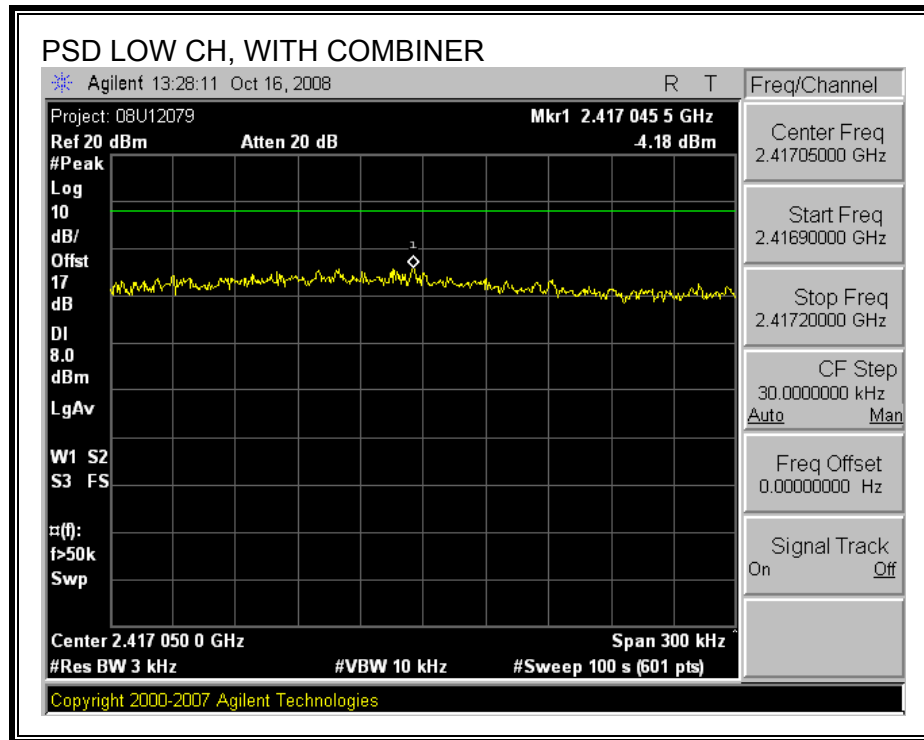 PSD LOW CH, WITH COMBINER
Agilent 13:28:11 Oct 16, 2008 R T
Project: 08U12079 Mkr1 2.417 045 5 GHz
Ref 20 dBm Atten 20 dB -4.18 dBm
#Peak
Log
10
dB/
Offst
17
dB
DI
8.0
dBm
LgAv
W1 S2
S3 FS
¤(f):
f>50k
Swp
1
Center 2.417 050 0 GHz Span 300 kHz
#Res BW 3 kHz #VBW 10 kHz #Sweep 100 s (601 pts)
Copyright 2000-2007 Agilent Technologies
Freq/Channel
Center Freq
2.41705000 GHz
Start Freq
2.41690000 GHz
Stop Freq
2.41720000 GHz
CF Step
30.0000000 kHz
Auto Man
Freq Offset
0.00000000 Hz
Signal Track
On Off